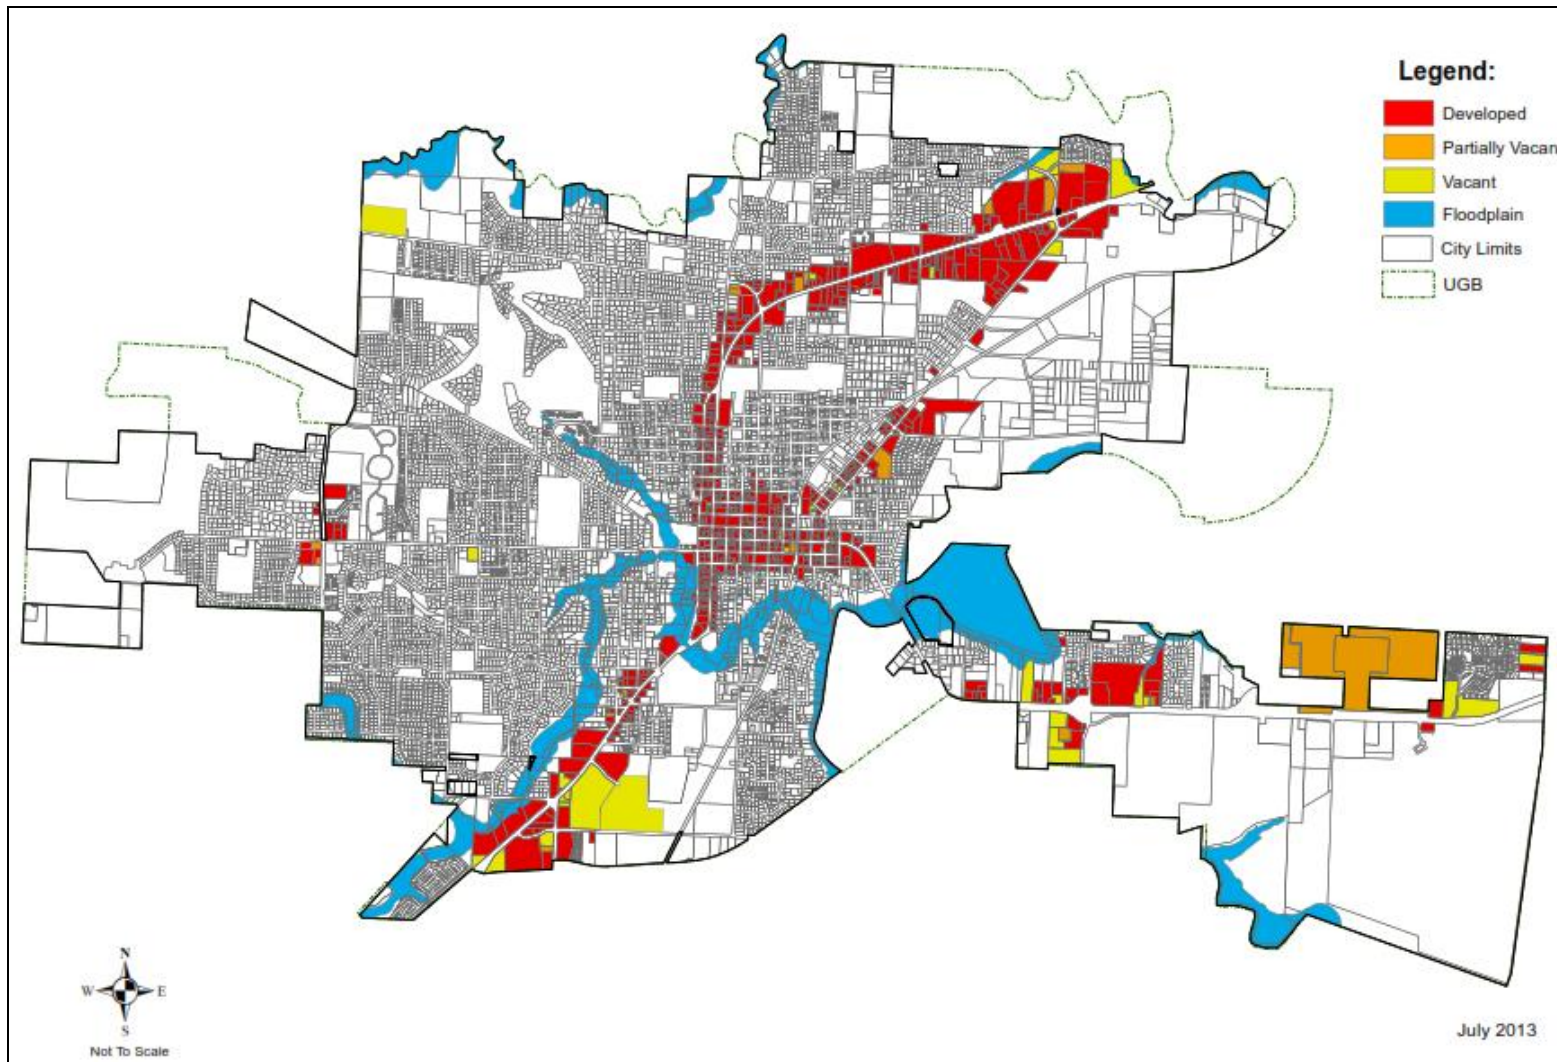 Legend:
Developed
Partially Vacan
Vacant
Floodplain
City Limits
UGB
N
W E
S
Not To Scale
July 2013